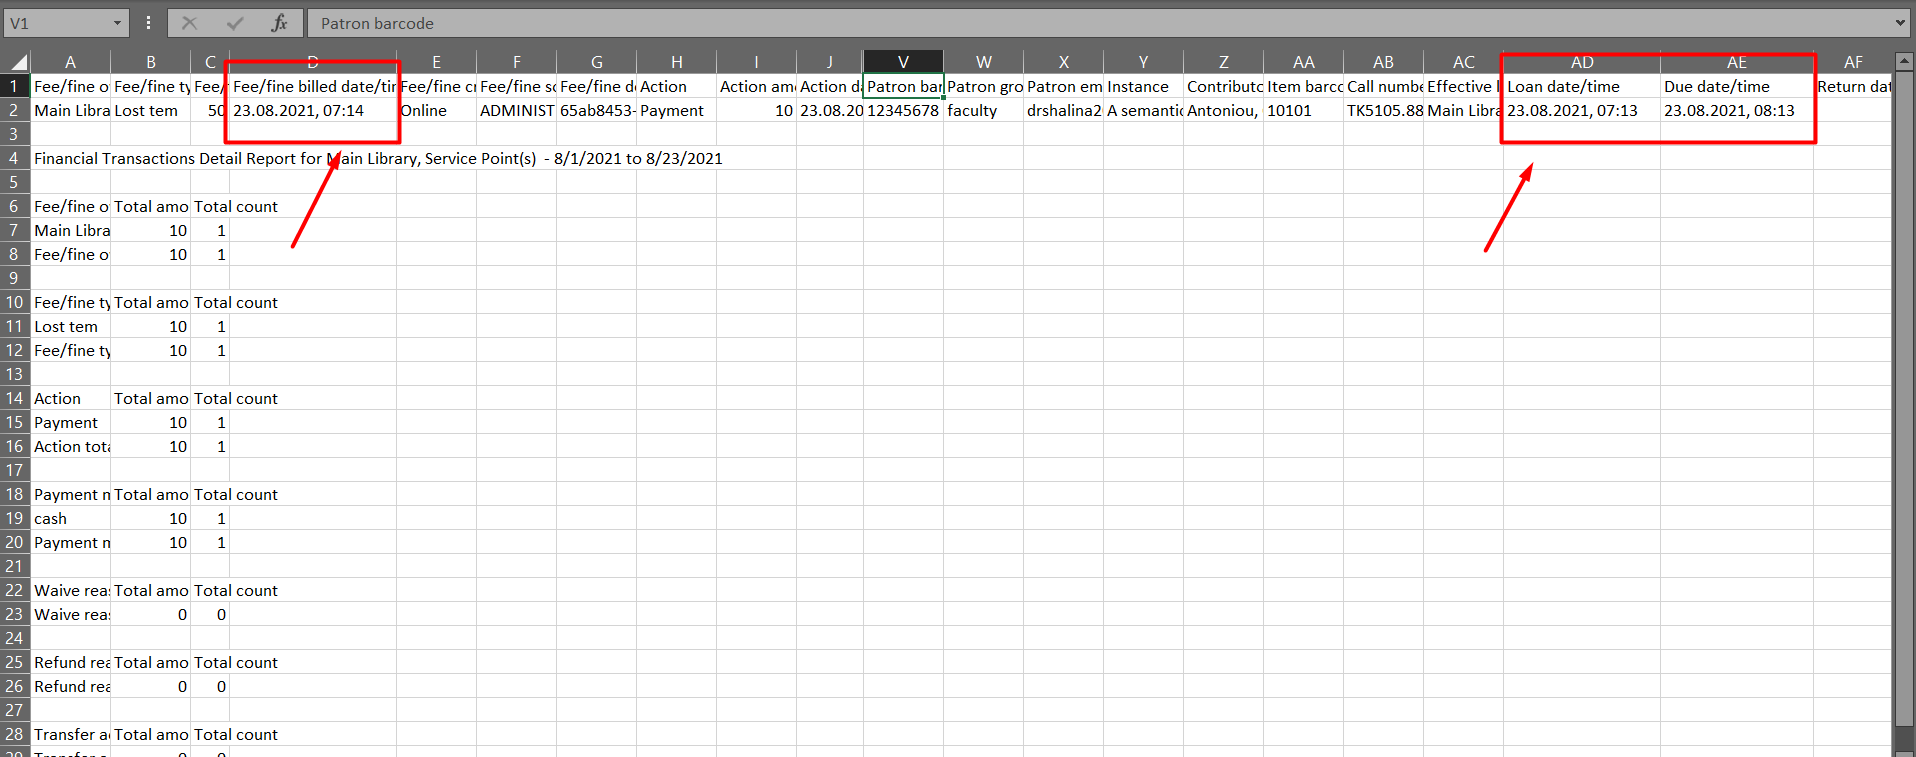 V1 fx Patron barcode
A B C D E F G H I J V W X Y Z AA AB AC AD AE AF
1 Fee/fine o Fee/fine ty Fee/ Fee/fine billed date/tir Fee/fine cr Fee/fine so Fee/fine de Action Action am Action da Patron bar Patron gro Patron em Instance Contributo Item barco Call numbe Effective l Loan date/time Due date/time Return dat
2 Main Libra Lost tem 50 23.08.2021, 07:14 Online ADMINIST 65ab8453- Payment 10 23.08.20 12345678 faculty drshalina2 A semantic Antoniou, 10101 TK5105.88 Main Libra 23.08.2021, 07:13 23.08.2021, 08:13
3
4 Financial Transactions Detail Report for Main Library, Service Point(s) - 8/1/2021 to 8/23/2021
5
6 Fee/fine o Total amo Total count
7 Main Libra 10 1
8 Fee/fine o 10 1
9
10 Fee/fine ty Total amo Total count
11 Lost tem 10 1
12 Fee/fine ty 10 1
13
14 Action Total amo Total count
15 Payment 10 1
16 Action tota 10 1
17
18 Payment m Total amo Total count
19 cash 10 1
20 Payment m 10 1
21
22 Waive reas Total amo Total count
23 Waive reas 0 0
24
25 Refund rea Total amo Total count
26 Refund rea 0 0
27
28 Transfer a Total amo Total count